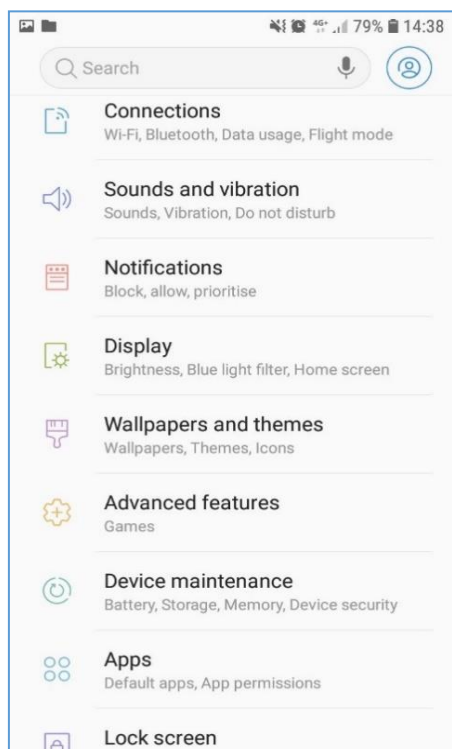 4G+ 79% 14:38
Search
Connections
Wi-Fi, Bluetooth, Data usage, Flight mode
Sounds and vibration
Sounds, Vibration, Do not disturb
Notifications
Block, allow, prioritise
Display
Brightness, Blue light filter, Home screen
Wallpapers and themes
Wallpapers, Themes, Icons
Advanced features
Games
Device maintenance
Battery, Storage, Memory, Device security
Apps
Default apps, App permissions
Lock screen